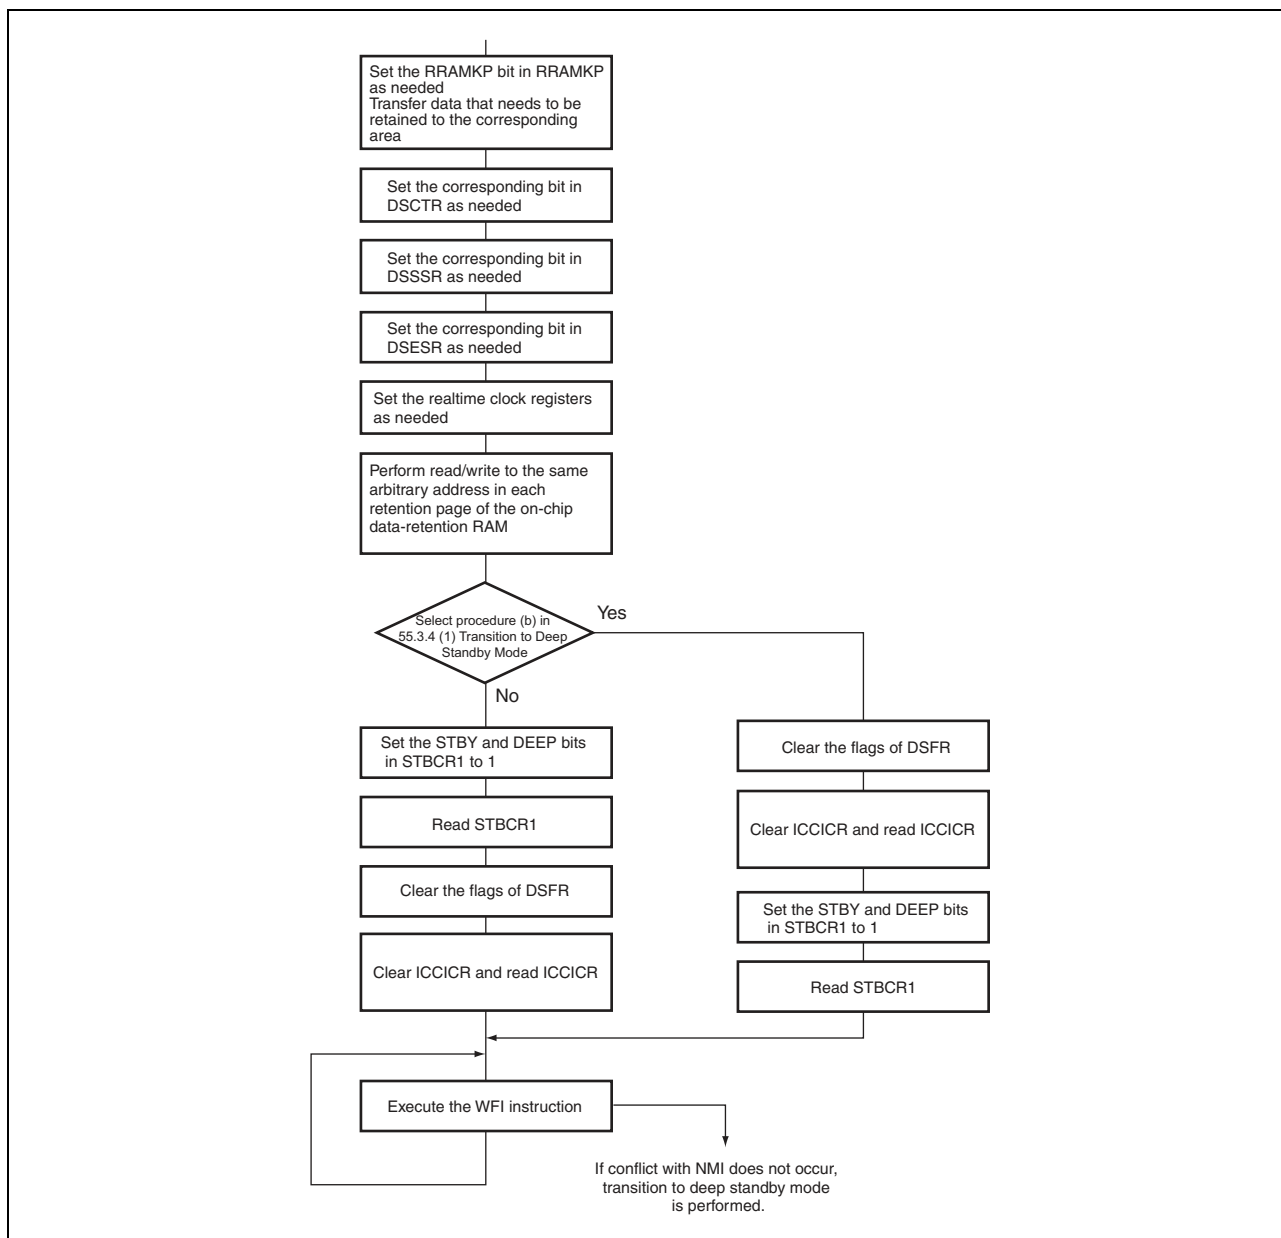 Set the RRAMKP bit in RRAMKP
as needed
Transfer data that needs to be
retained to the corresponding
area
Set the corresponding bit in
DSCTR as needed
Set the corresponding bit in
DSSSR as needed
Set the corresponding bit in
DSESR as needed
Set the realtime clock registers
as needed
Perform read/write to the same
arbitrary address in each
retention page of the on-chip
data-retention RAM
Select procedure (b) in
55.3.4 (1) Transition to Deep
Standby Mode
Yes
No
Set the STBY and DEEP bits
in STBCR1 to 1
Read STBCR1
Clear the flags of DSFR
Clear ICCICR and read ICCICR
Clear the flags of DSFR
Clear ICCICR and read ICCICR
Set the STBY and DEEP bits
in STBCR1 to 1
Read STBCR1
Execute the WFI instruction
If conflict with NMI does not occur,
transition to deep standby mode
is performed.